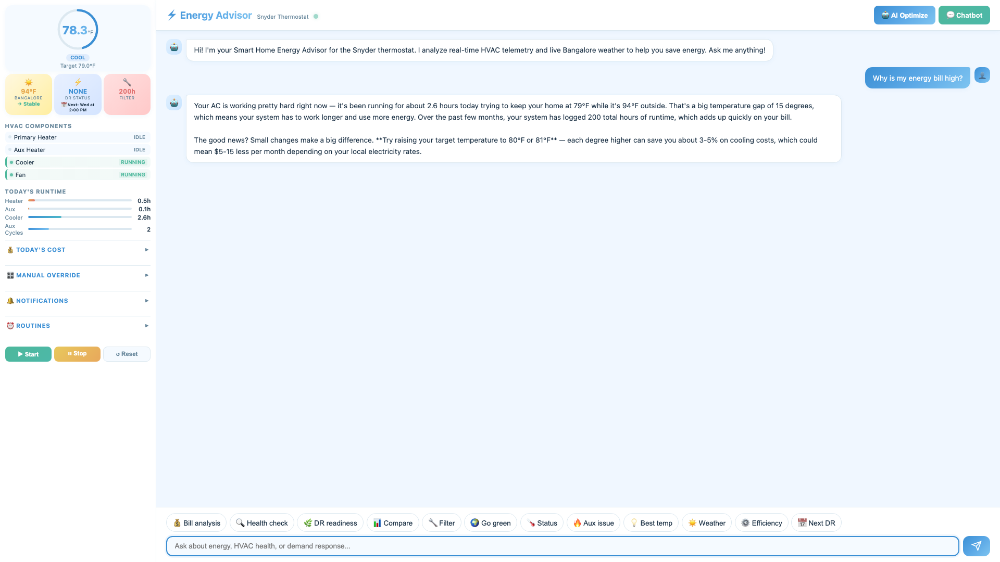 78.3°F
COOL
Target 79.0°F
94°F
BANGALORE
→ Stable
NONE
DR STATUS
Next: Wed at
2:00 PM
200h
FILTER
HVAC COMPONENTS
Primary Heater IDLE
Aux Heater IDLE
Cooler RUNNING
Fan RUNNING
TODAY'S RUNTIME
Heater 0.5h
Aux 0.1h
Cooler 2.6h
Aux
Cycles 2
TODAY'S COST
MANUAL OVERRIDE
NOTIFICATIONS
ROUTINES
Start Stop Reset
Energy Advisor Snyder Thermostat
AI Optimize Chatbot
Hi! I'm your Smart Home Energy Advisor for the Snyder thermostat. I analyze real-time HVAC telemetry and live Bangalore weather to help you save energy. Ask me anything!
Why is my energy bill high?
Your AC is working pretty hard right now — it's been running for about 2.6 hours today trying to keep your home at 79°F while it's 94°F outside. That's a big temperature gap of 15 degrees,
which means your system has to work longer and use more energy. Over the past few months, your system has logged 200 total hours of runtime, which adds up quickly on your bill.
The good news? Small changes make a big difference. **Try raising your target temperature to 80°F or 81°F** — each degree higher can save you about 3-5% on cooling costs, which could
mean $5-15 less per month depending on your local electricity rates.
Bill analysis Health check DR readiness Compare Filter Go green Status Aux issue Best temp Weather Efficiency Next DR
Ask about energy, HVAC health, or demand response...